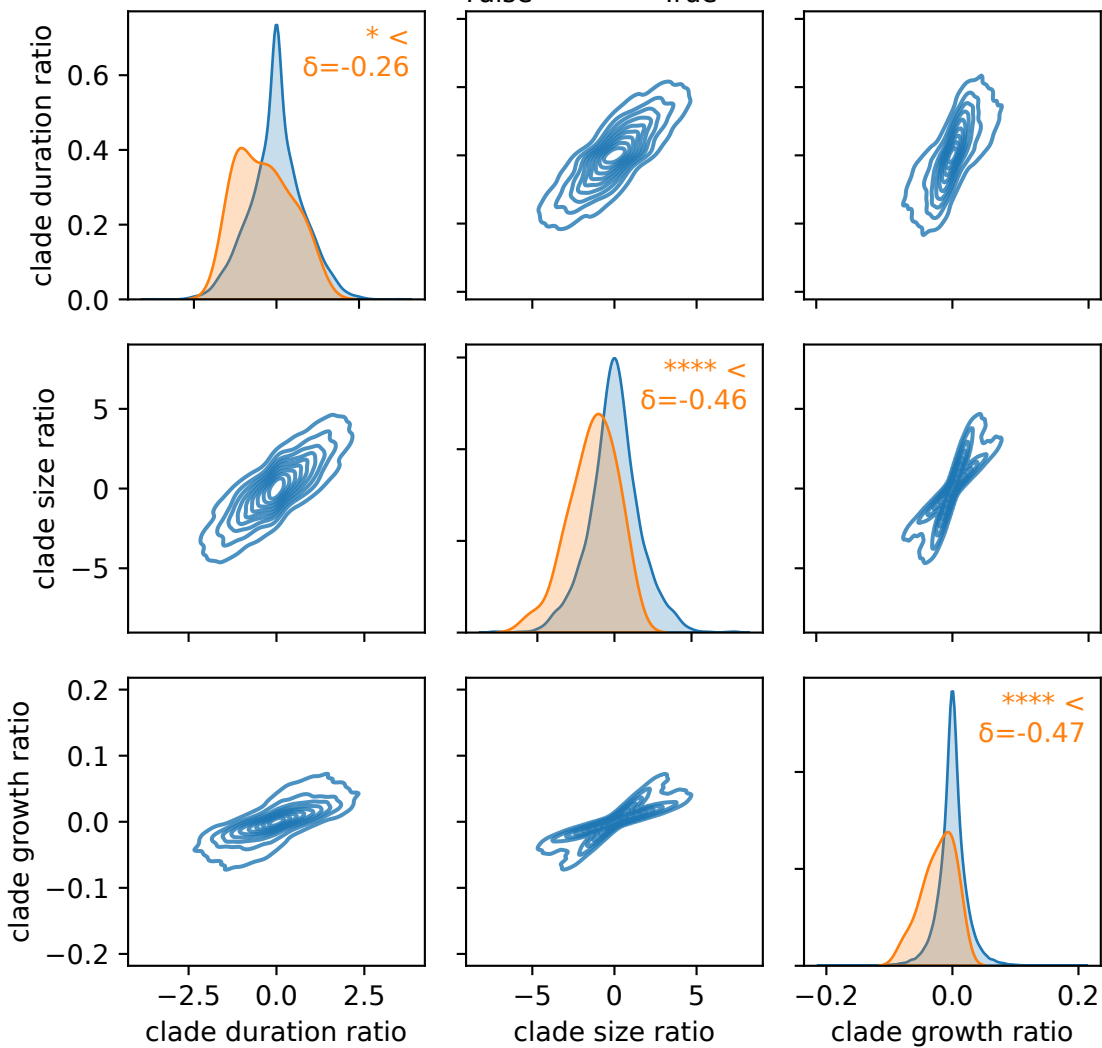 clade duration ratio
0.6
0.4
0.2
0.0
* <
δ=-0.26
clade size ratio
5
0
−5
**** <
δ=-0.46
clade growth ratio
0.2
0.1
0.0
−0.1
−0.2
**** <
δ=-0.47
−2.5 0.0 2.5
−5 0 5
−0.2 0.0 0.2
clade duration ratio
clade size ratio
clade growth ratio